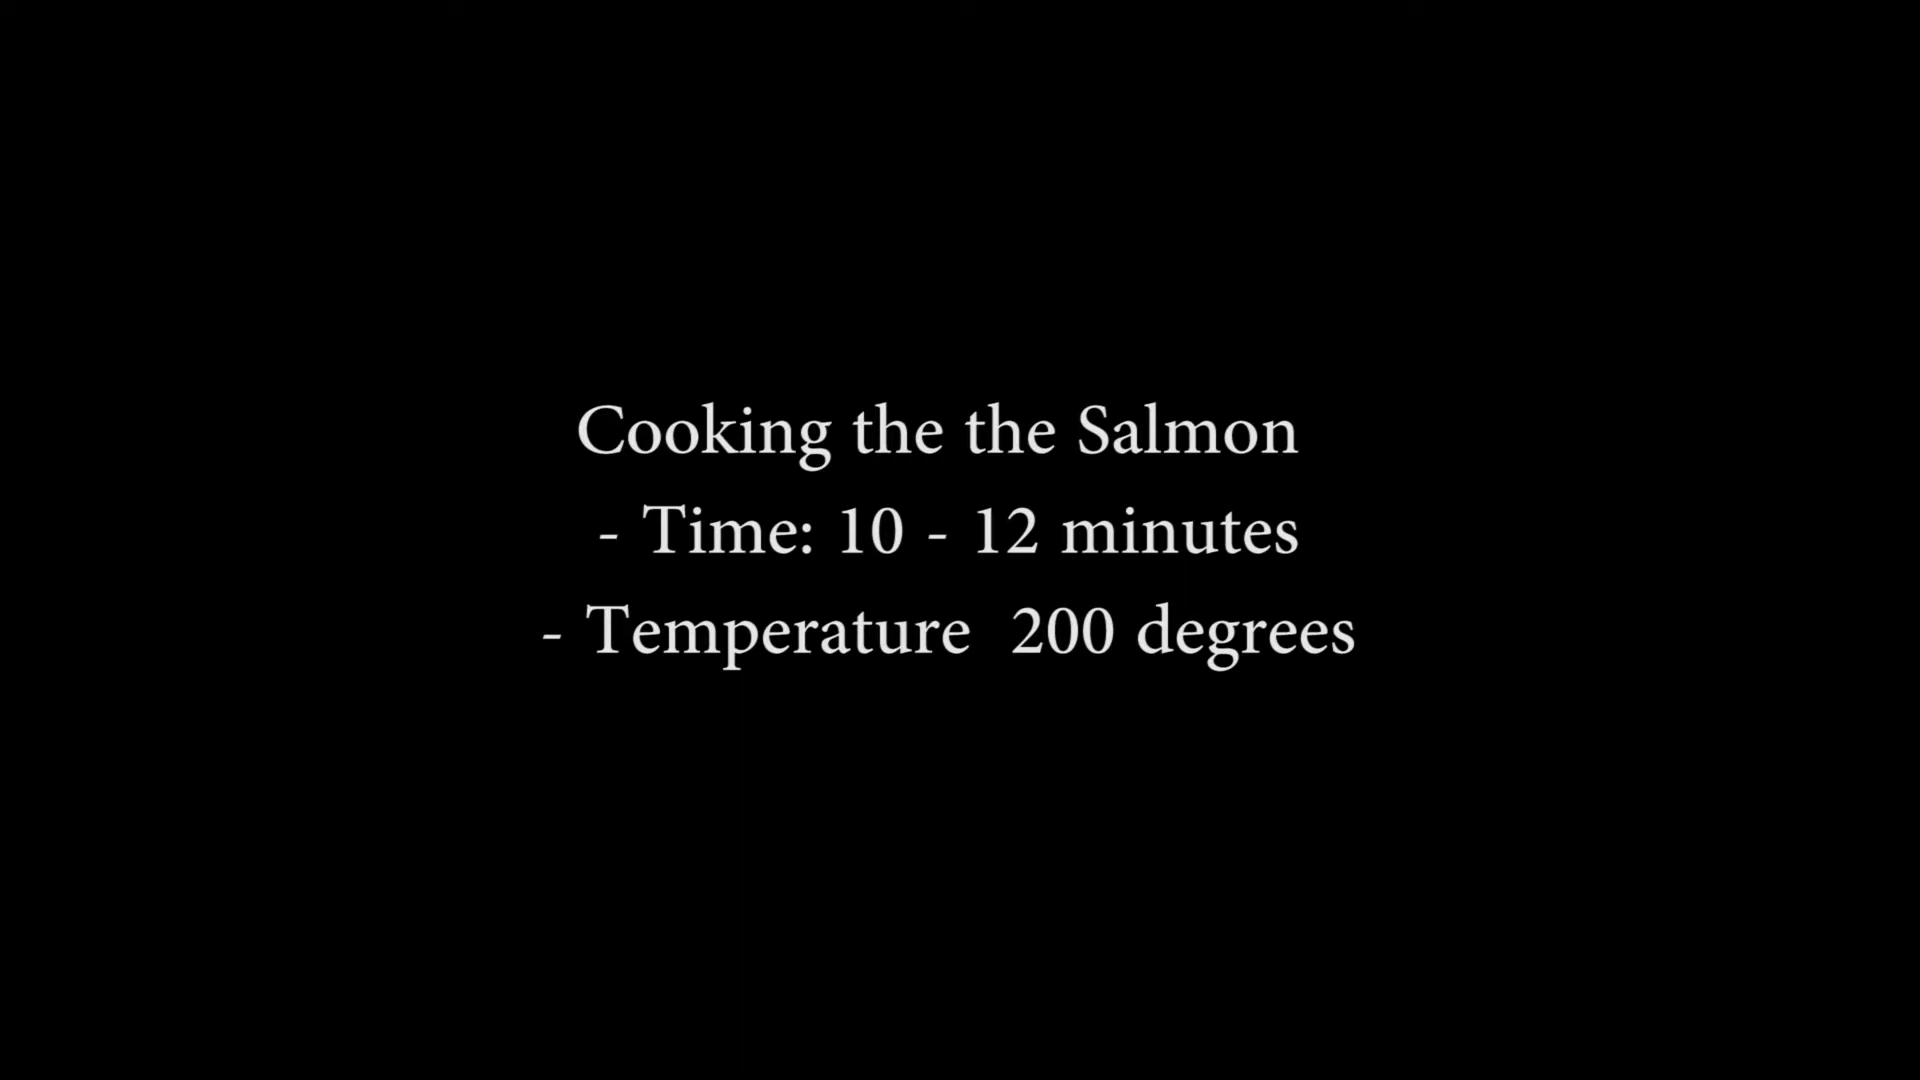 Cooking the the Salmon
- Time: 10 - 12 minutes
- Temperature  200 degrees